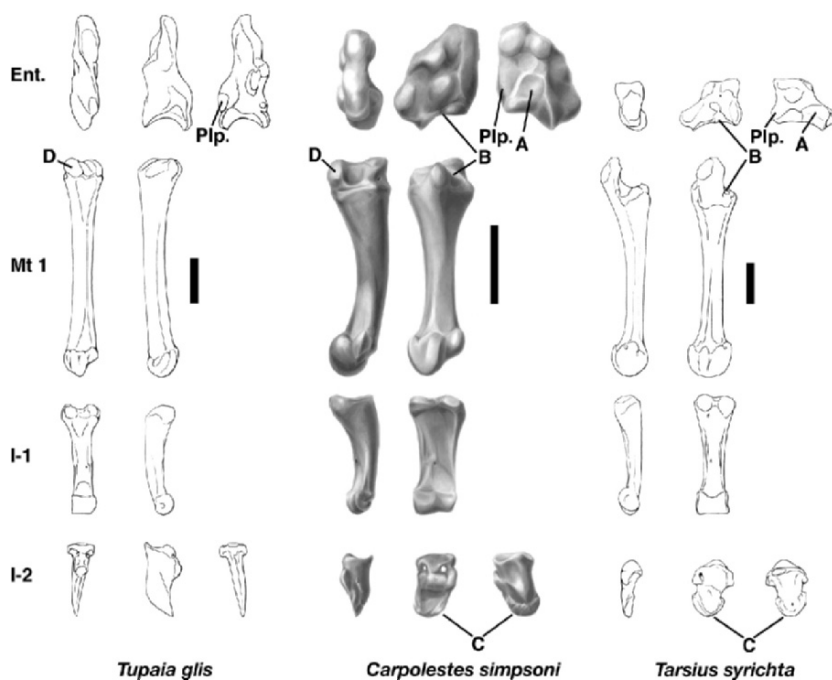 Ent.
Plp.
Plp.
A
Plp.
A
D
D
B
B
Mt 1
I-1
I-2
C
C
Tupaia glis
Carpolestes simpsoni
Tarsius syrichta